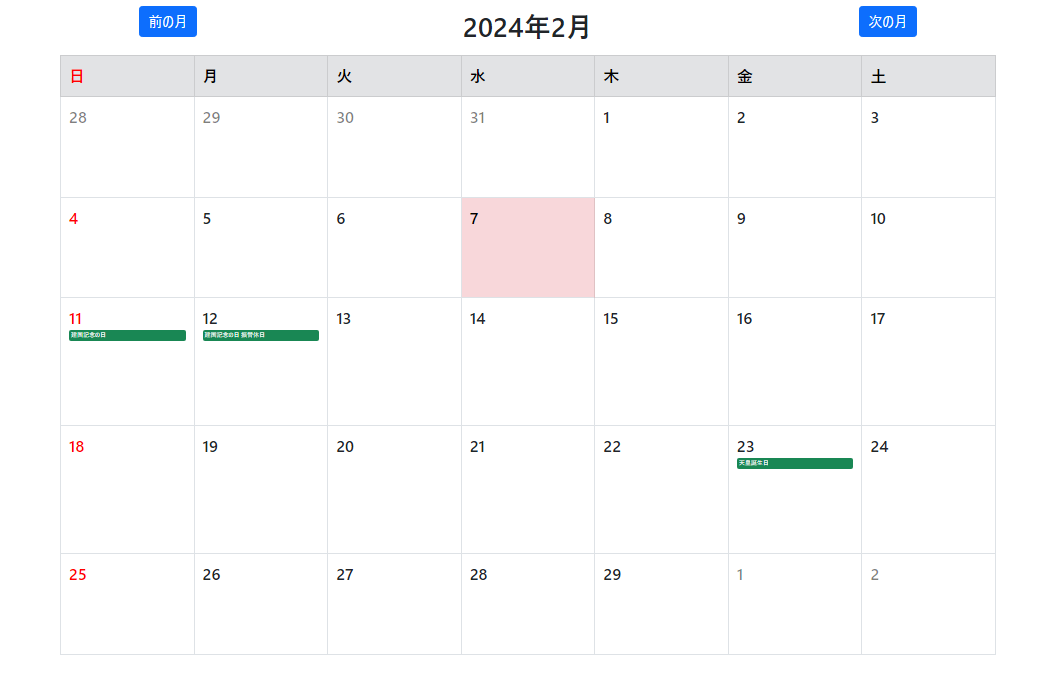 前の月 2024年2月 次の月
日 月 火 水 木 金 土
28 29 30 31 1 2 3
4 5 6 7 8 9 10
11 12 13 14 15 16 17
建国記念の日 建国記念の日 振替休日
18 19 20 21 22 23 24
天皇誕生日
25 26 27 28 29 1 2